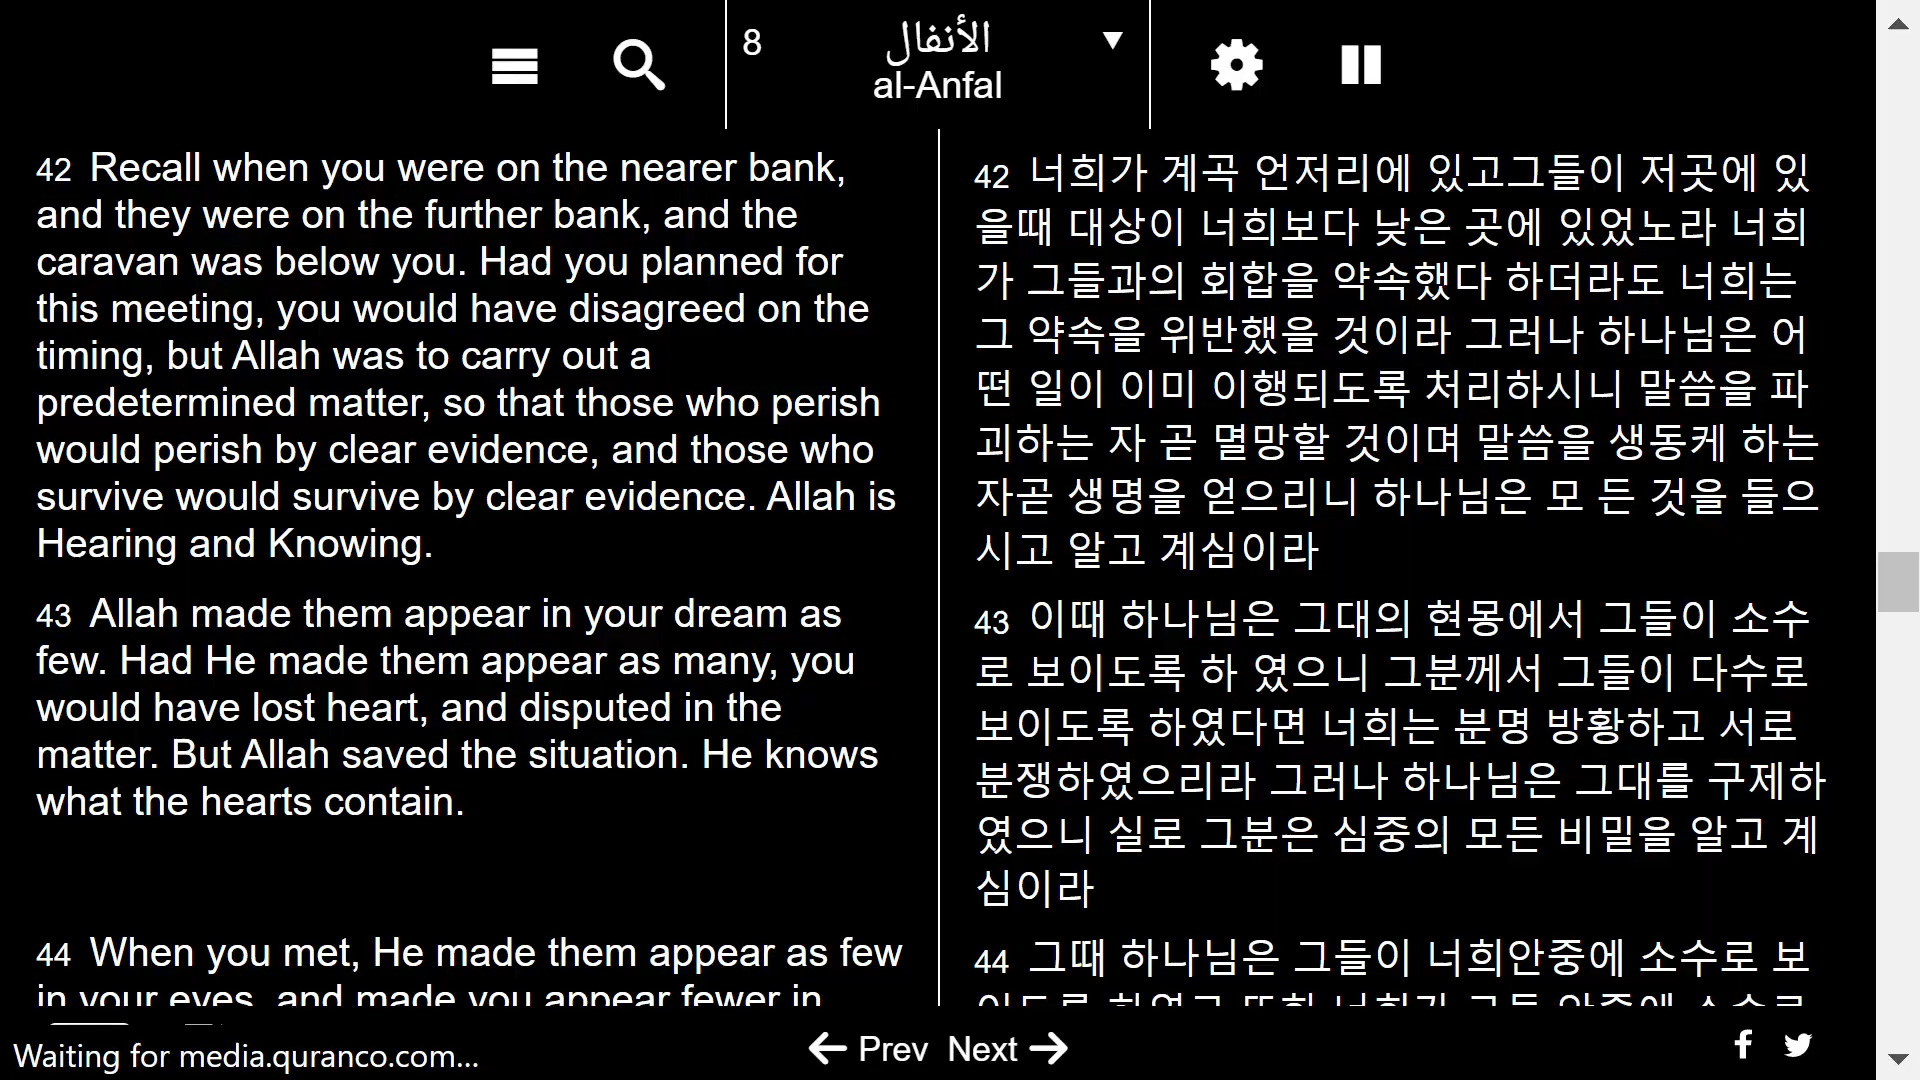 8
الأنفال
al-Anfal
42 Recall when you were on the nearer bank,
and they were on the further bank, and the
caravan was below you. Had you planned for
this meeting, you would have disagreed on the
timing, but Allah was to carry out a
predetermined matter, so that those who perish
would perish by clear evidence, and those who
survive would survive by clear evidence. Allah is
Hearing and Knowing.
43 Allah made them appear in your dream as
few. Had He made them appear as many, you
would have lost heart, and disputed in the
matter. But Allah saved the situation. He knows
what the hearts contain.
44 When you met, He made them appear as few
in your eyes, and made you appear fewer in
42 너희가 계곡 언저리에 있고그들이 저곳에 있
을때 대상이 너희보다 낮은 곳에 있었노라 너희
가 그들과의 회합을 약속했다 하더라도 너희는
그 약속을 위반했을 것이라 그러나 하나님은 어
떤 일이 이미 이행되도록 처리하시니 말씀을 파
괴하는 자 곧 멸망할 것이며 말씀을 생동케 하는
자곧 생명을 얻으리니 하나님은 모 든 것을 들으
시고 알고 계심이라
43 이때 하나님은 그대의 현몽에서 그들이 소수
로 보이도록 하 였으니 그분께서 그들이 다수로
보이도록 하였다면 너희는 분명 방황하고 서로
분쟁하였으리라 그러나 하나님은 그대를 구제하
였으니 실로 그분은 심중의 모든 비밀을 알고 계
심이라
44 그때 하나님은 그들이 너희안중에 소수로 보
Waiting for media.quranco.com...
Prev Next